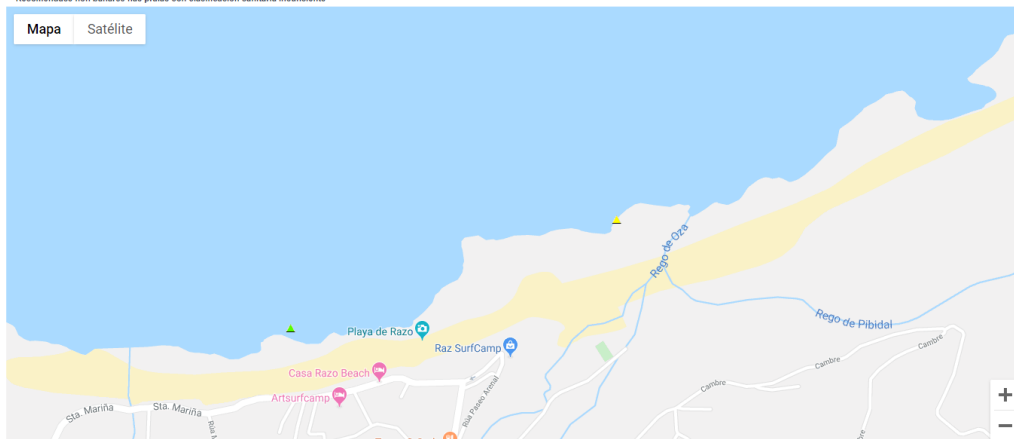 Mapa
Satélite
Rego de Oza
Playa de Razo
Rego de Pibidal
Raz SurfCamp
Casa Razo Beach
Cambre
Cambre
Cambre
Artsurfcamp
Sta. Mariña
Sta. Mariña
Rúa Paseo Arenal
+
−